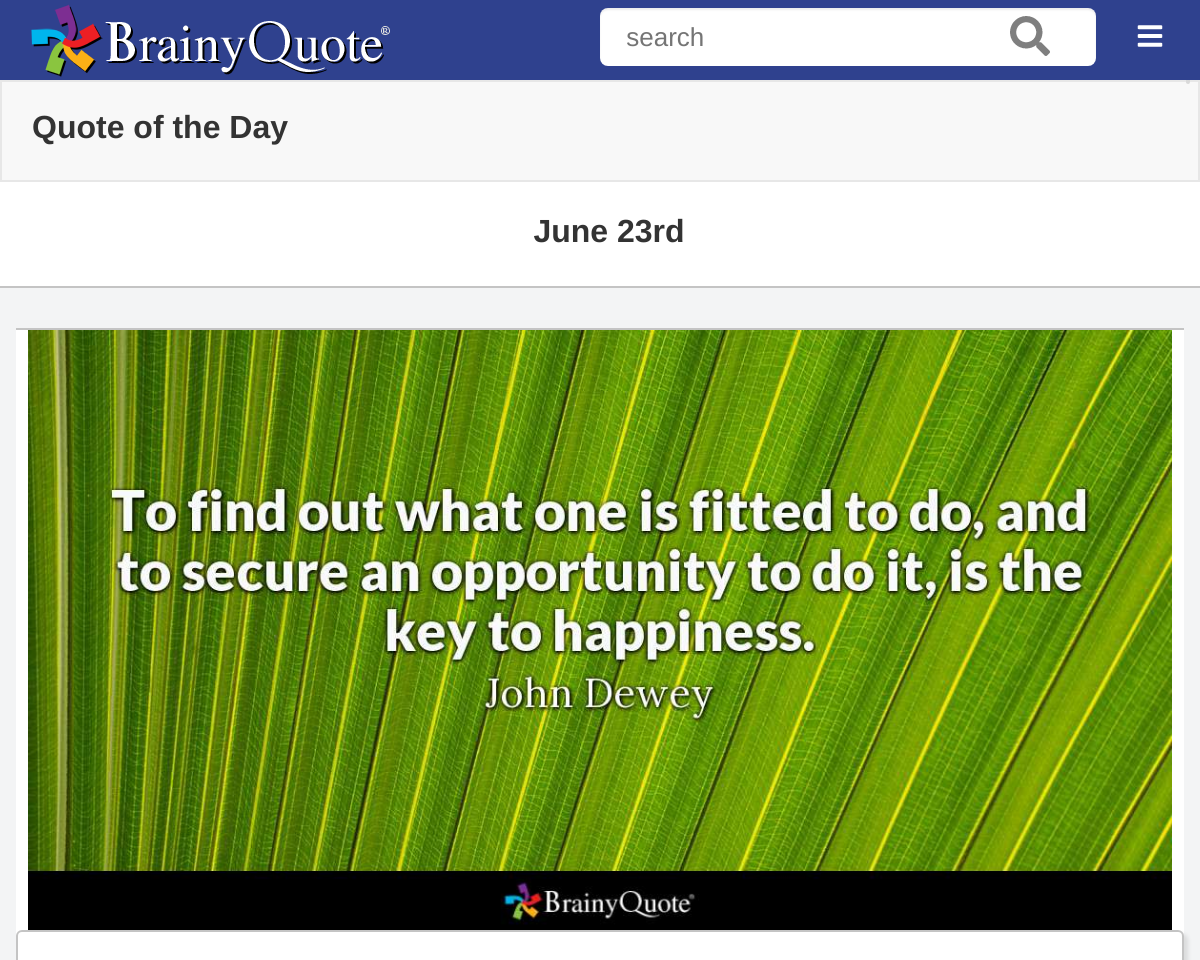 BrainyQuote®
search
Quote of the Day
June 23rd
To find out what one is fitted to do, and
to secure an opportunity to do it, is the
key to happiness.
John Dewey
BrainyQuote®